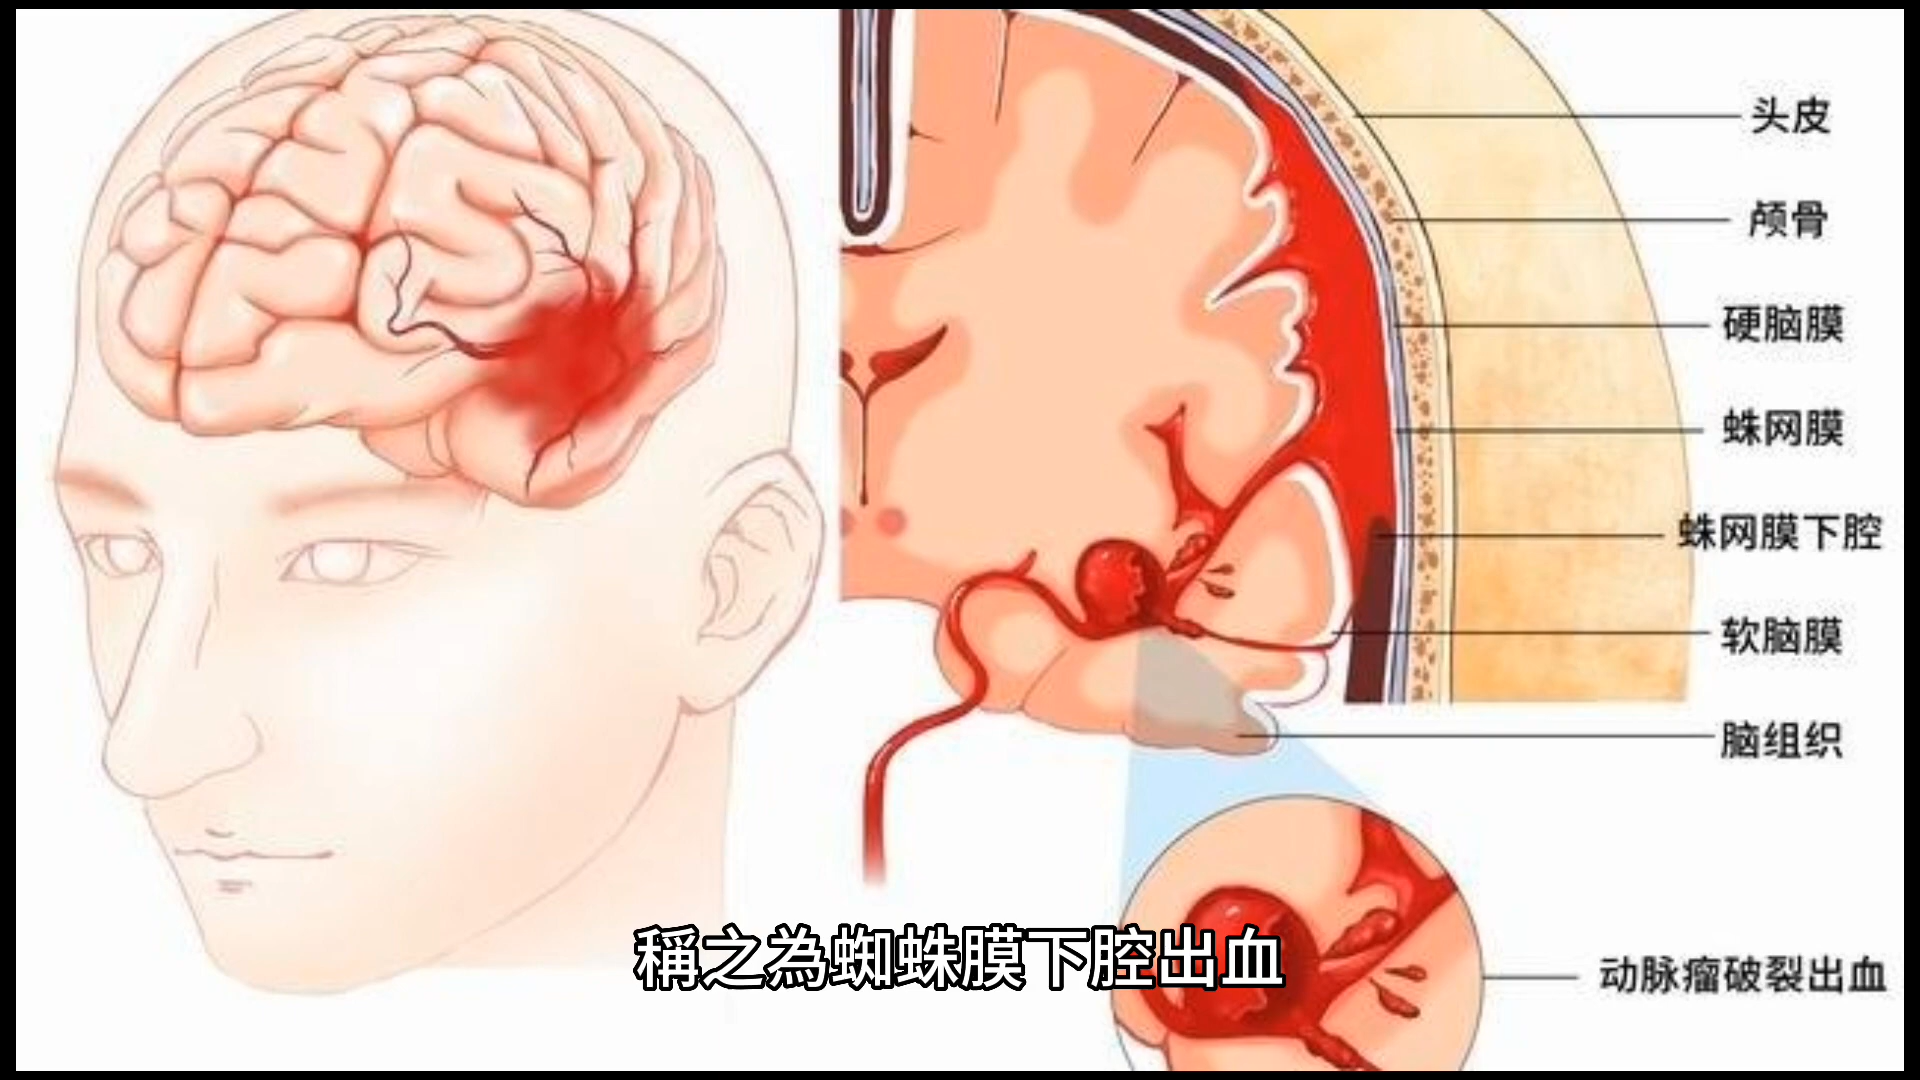 头皮
颅骨
硬脑膜
蛛网膜
蛛网膜下腔
软脑膜
脑组织
动脉瘤破裂出血
稱之為蜘蛛膜下腔出血